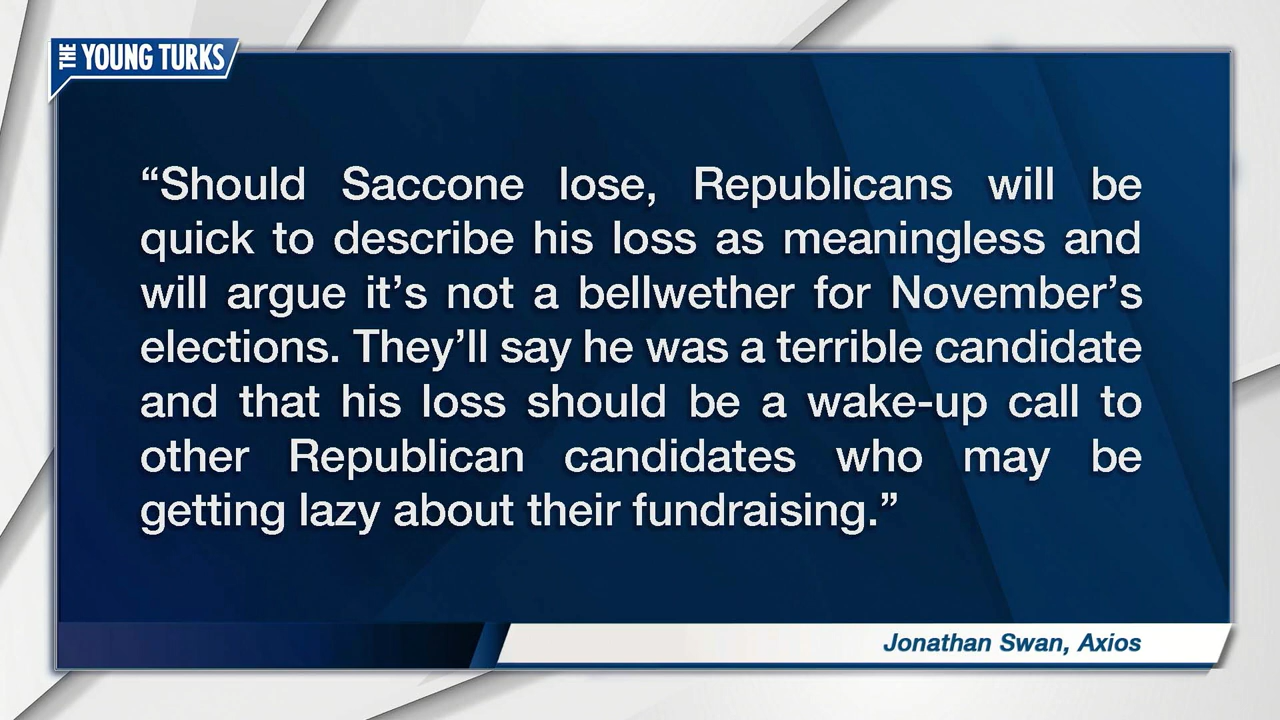 THE YOUNG TURKS
“Should Saccone lose, Republicans will be
quick to describe his loss as meaningless and
will argue it’s not a bellwether for November’s
elections. They’ll say he was a terrible candidate
and that his loss should be a wake-up call to
other Republican candidates who may be
getting lazy about their fundraising.”
Jonathan Swan, Axios